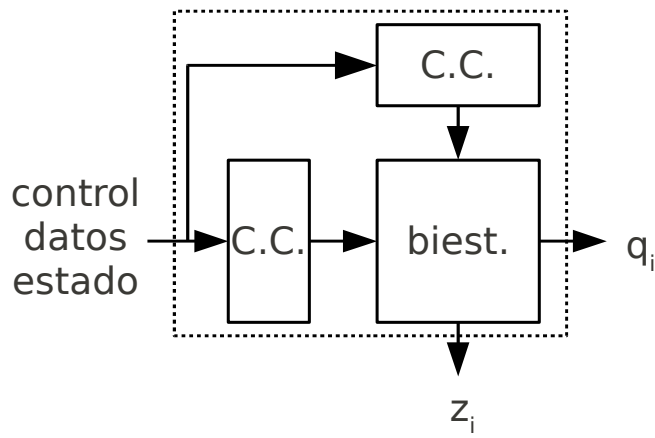 C.C.
control
datos
estado
C.C.
biest.
qi
zi